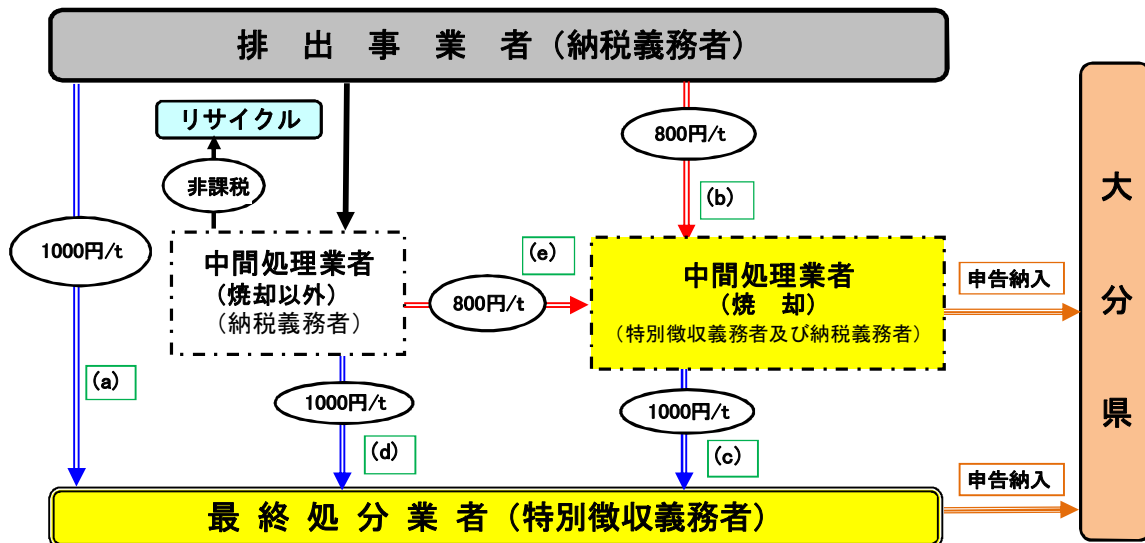 排出事業者（納税義務者）
リサイクル
800円/t
非課税
(b)
1000円/t
(e)
中間処理業者
（焼却以外）
（納税義務者）
800円/t
中間処理業者
（焼　却）
（特別徴収義務者及び納税義務者）
申告納入
(a)
1000円/t
(d)
1000円/t
(c)
申告納入
最終処分業者（特別徴収義務者）
大分県